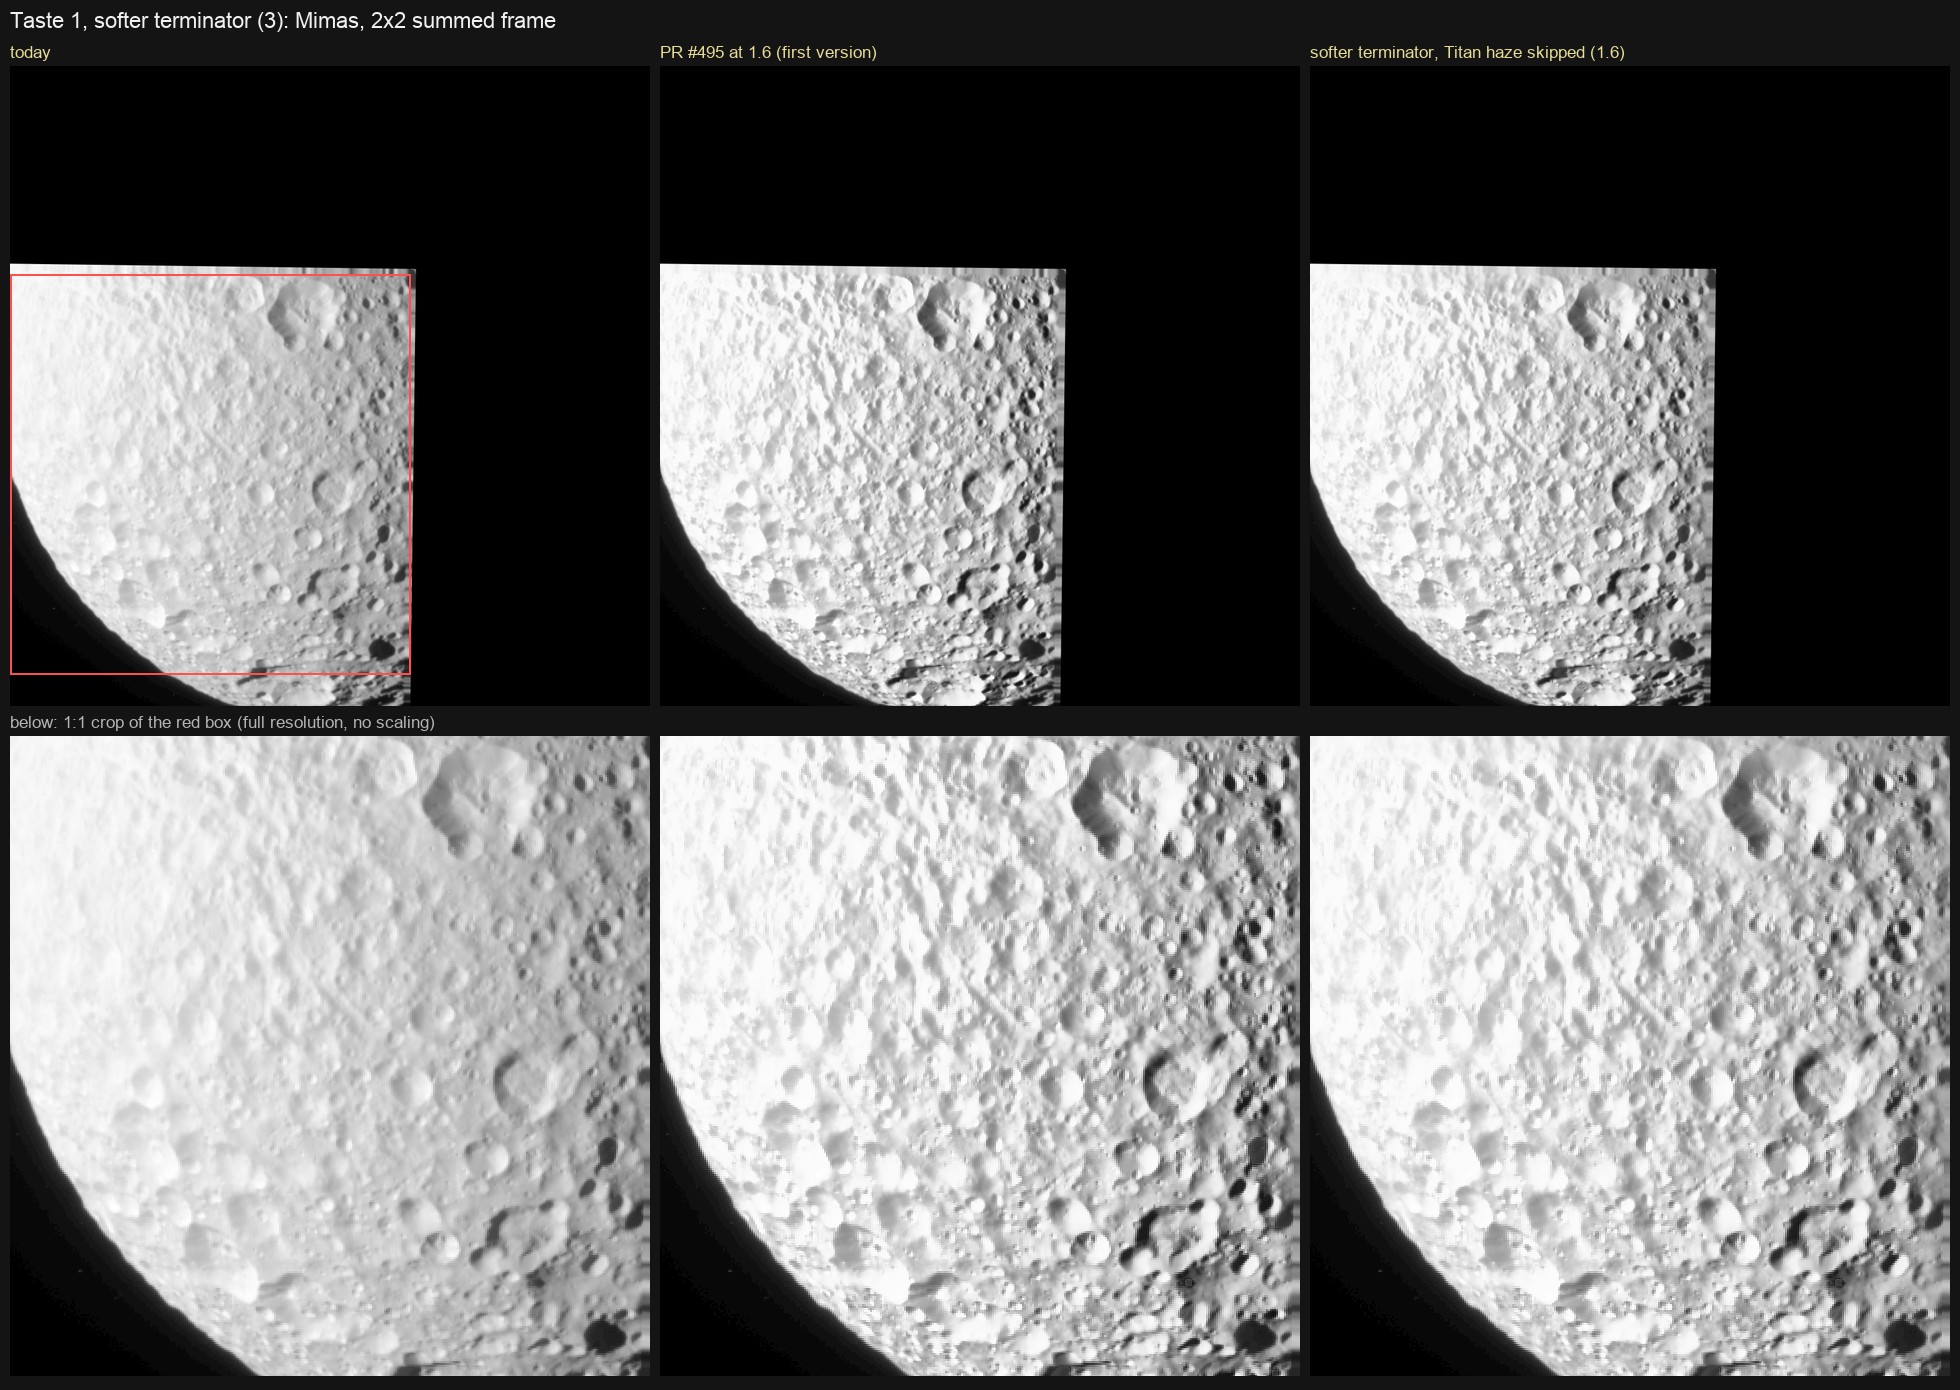 Taste 1, softer terminator (3): Mimas, 2x2 summed frame
today
PR #495 at 1.6 (first version)
softer terminator, Titan haze skipped (1.6)
below: 1:1 crop of the red box (full resolution, no scaling)